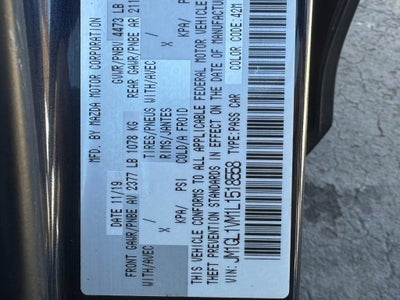 MFD. BY MAZDA MOTOR CORPORATION
DATE 11/19 GVWR/PNBV 4473 LB
FRONT GAWR/PNBE AV 2377 LB 1078 KG REAR GAWR/PNBE AR 211
TIRES/PNEUS WITH/AVEC / WITH/AVEC
RIMS/JANTES X X
KPA/ PSI COLD/A FROID KPA/ PSI
THIS VEHICLE CONFORMS TO ALL APPLICABLE FEDERAL MOTOR VEHICLE
THEFT PREVENTION STANDARDS IN EFFECT ON THE DATE OF MANUFACTUR
VIN: JM1GL1VM1L1518558 TYPE:PASS CAR COLOR CODE:42M